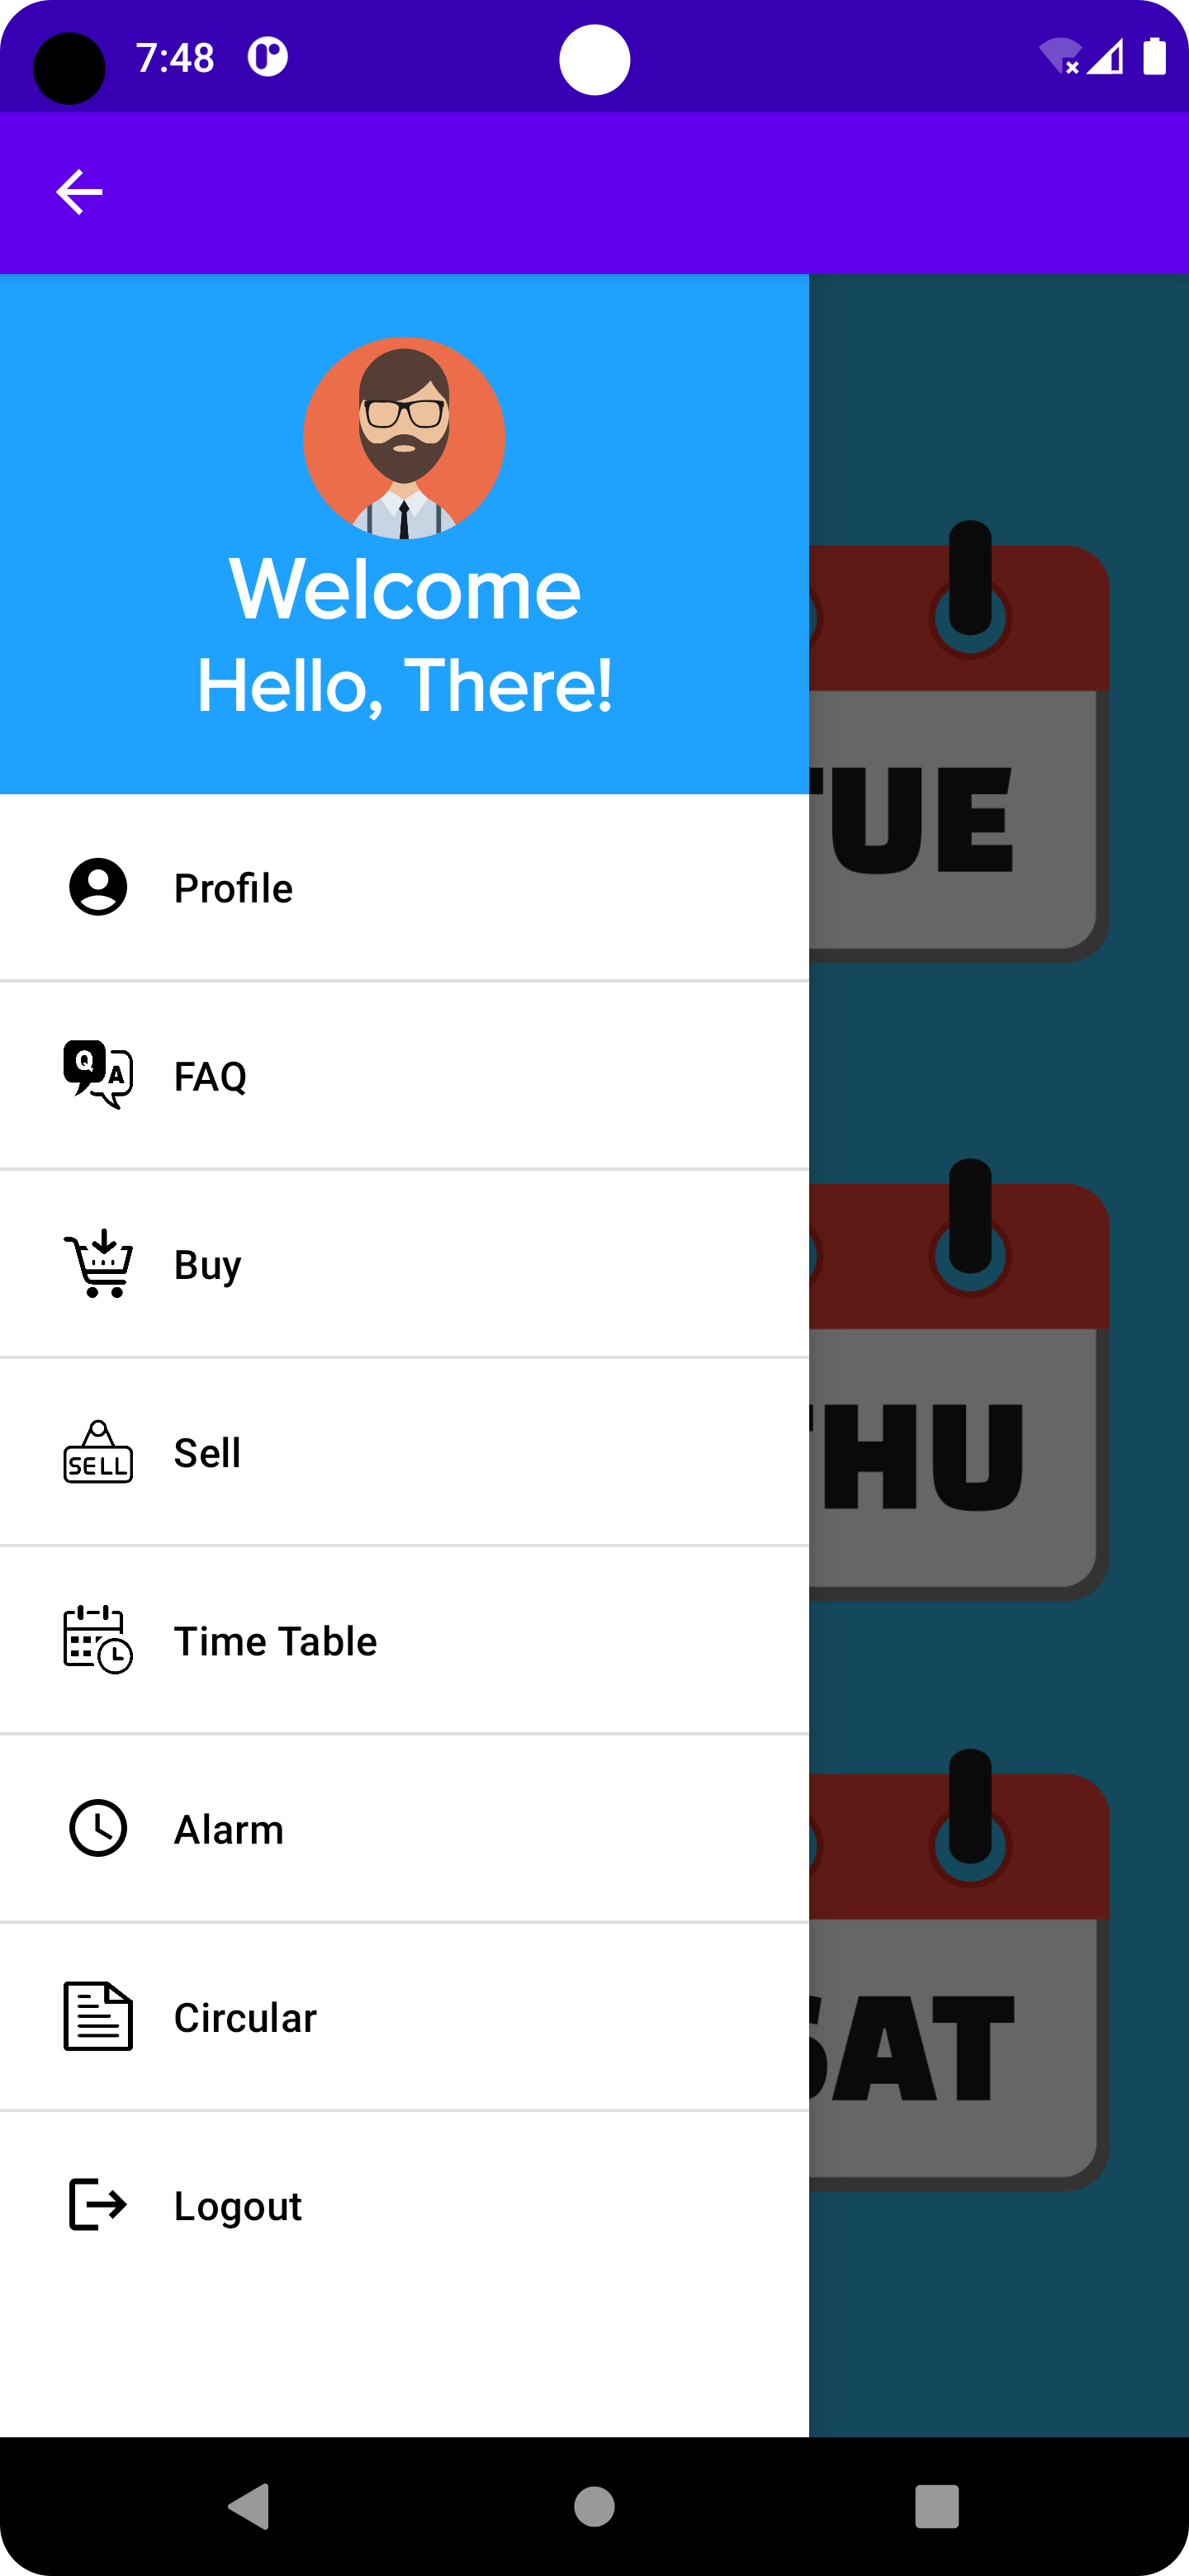 7:48
Welcome
Hello, There!
TUE
Profile
Q A
FAQ
Buy
THU
SELL
Sell
Time Table
Alarm
SAT
Circular
Logout